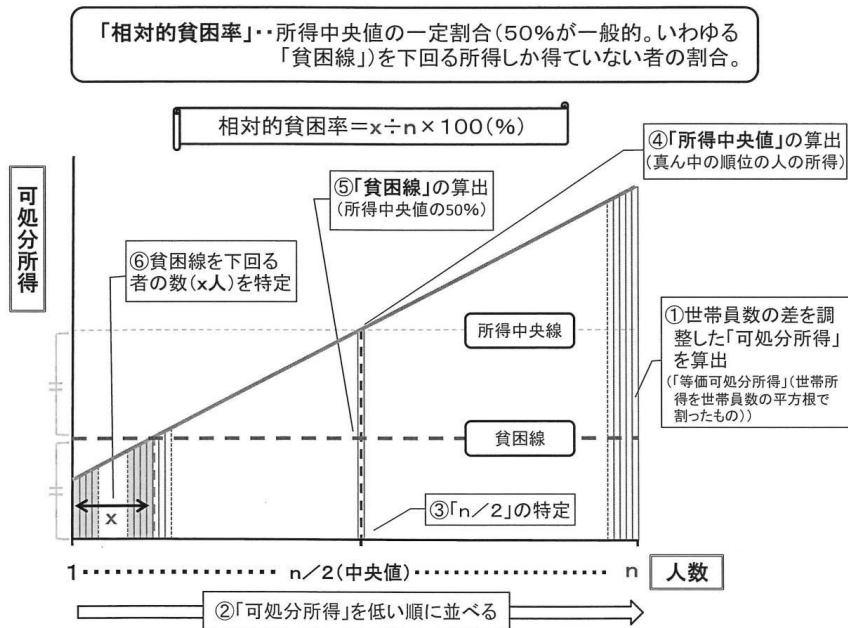 「相対的貧困率」‥所得中央値の一定割合(50%が一般的。いわゆる
「貧困線」)を下回る所得しか得ていない者の割合。
相対的貧困率=x÷n×100(%)
④「所得中央値」の算出
(真ん中の順位の人の所得)
⑤「貧困線」の算出
(所得中央値の50%)
可処分所得
⑥貧困線を下回る
者の数(x人)を特定
所得中央線
①世帯員数の差を調
整した「可処分所得」
を算出
(「等価可処分所得」(世帯所
得を世帯員数の平方根で
割ったもの))
貧困線
x
③「n/2」の特定
1‥‥‥‥‥‥ n/2(中央値)‥‥‥‥‥‥ n 人数
②「可処分所得」を低い順に並べる